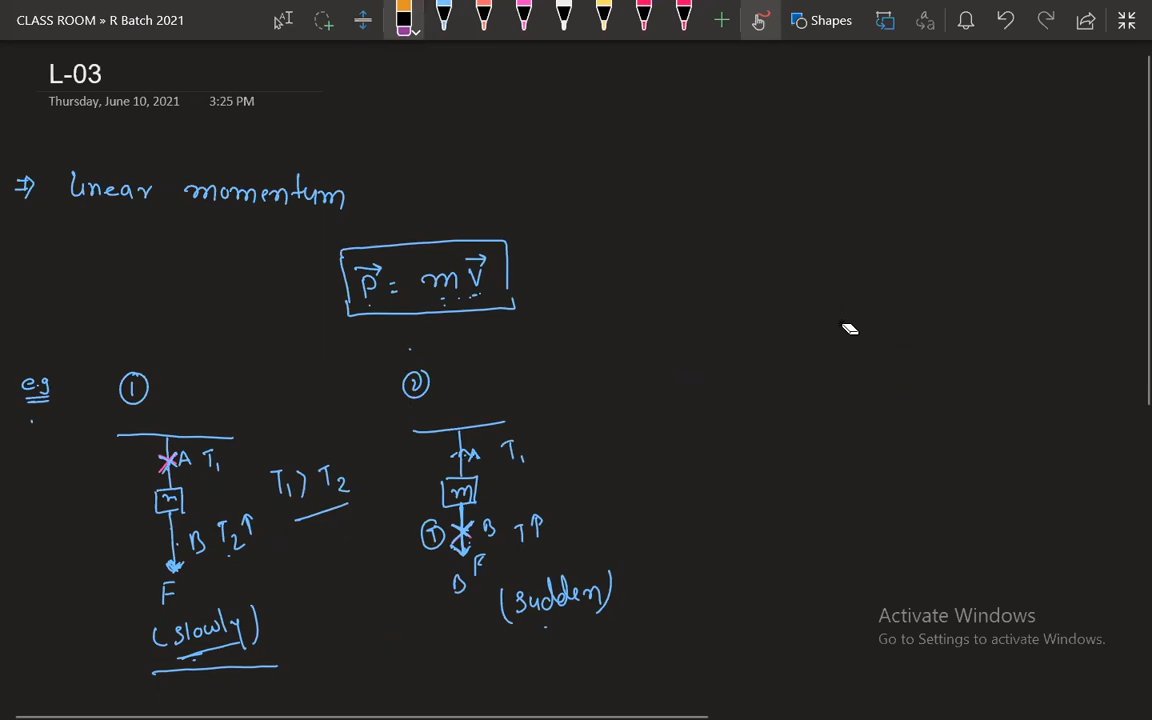 CLASS ROOM » R Batch 2021
Shapes
L-03
Thursday, June 10, 2021 3:25 PM
⇒ linear momentum
P⃗ = m V⃗
e.g ① ②
A T₁ T₁ > T₂ A T₁
m m
B T₂↑ T B T↑
F F
B
(slowly) (sudden)
Activate Windows
Go to Settings to activate Windows.